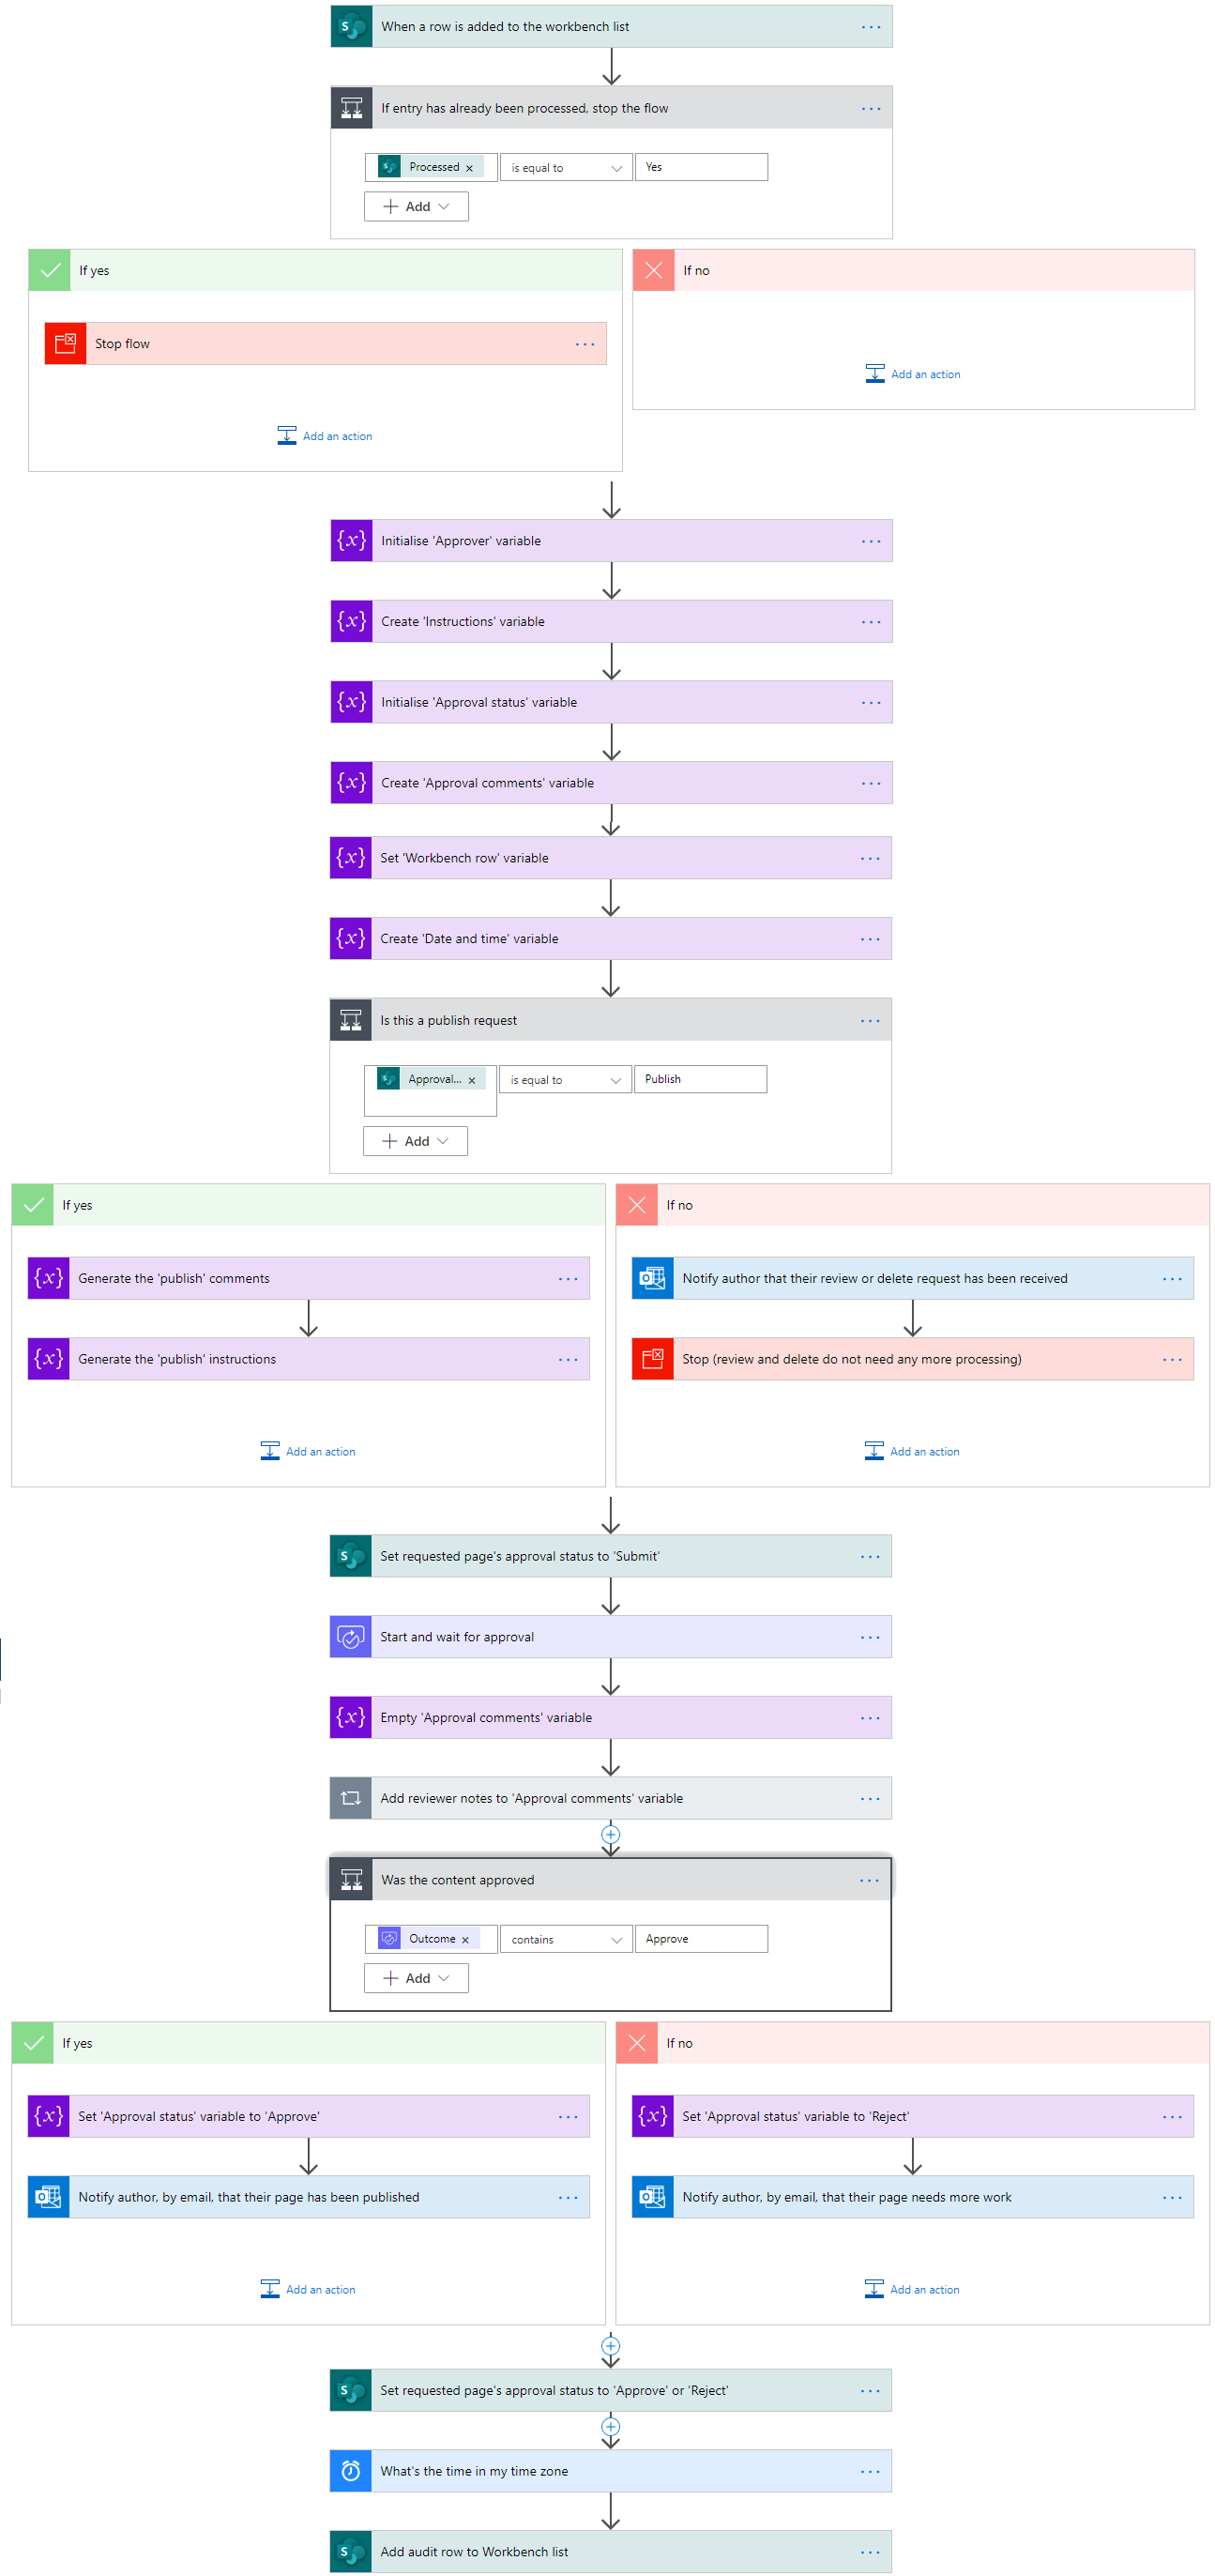 When a row is added to the workbench list
If entry has already been processed, stop the flow
Processed × is equal to Yes
+ Add
If yes
If no
Stop flow
Add an action
Add an action
Initialise 'Approver' variable
Create 'Instructions' variable
Initialise 'Approval status' variable
Create 'Approval comments' variable
Set 'Workbench row' variable
Create 'Date and time' variable
Is this a publish request
Approval... × is equal to Publish
+ Add
If yes
If no
Generate the 'publish' comments
Notify author that their review or delete request has been received
Generate the 'publish' instructions
Stop (review and delete do not need any more processing)
Add an action
Add an action
Set requested page's approval status to 'Submit'
Start and wait for approval
Empty 'Approval comments' variable
Add reviewer notes to 'Approval comments' variable
Was the content approved
Outcome × contains Approve
+ Add
If yes
If no
Set 'Approval status' variable to 'Approve'
Set 'Approval status' variable to 'Reject'
Notify author, by email, that their page has been published
Notify author, by email, that their page needs more work
Add an action
Add an action
Set requested page's approval status to 'Approve' or 'Reject'
What's the time in my time zone
Add audit row to Workbench list